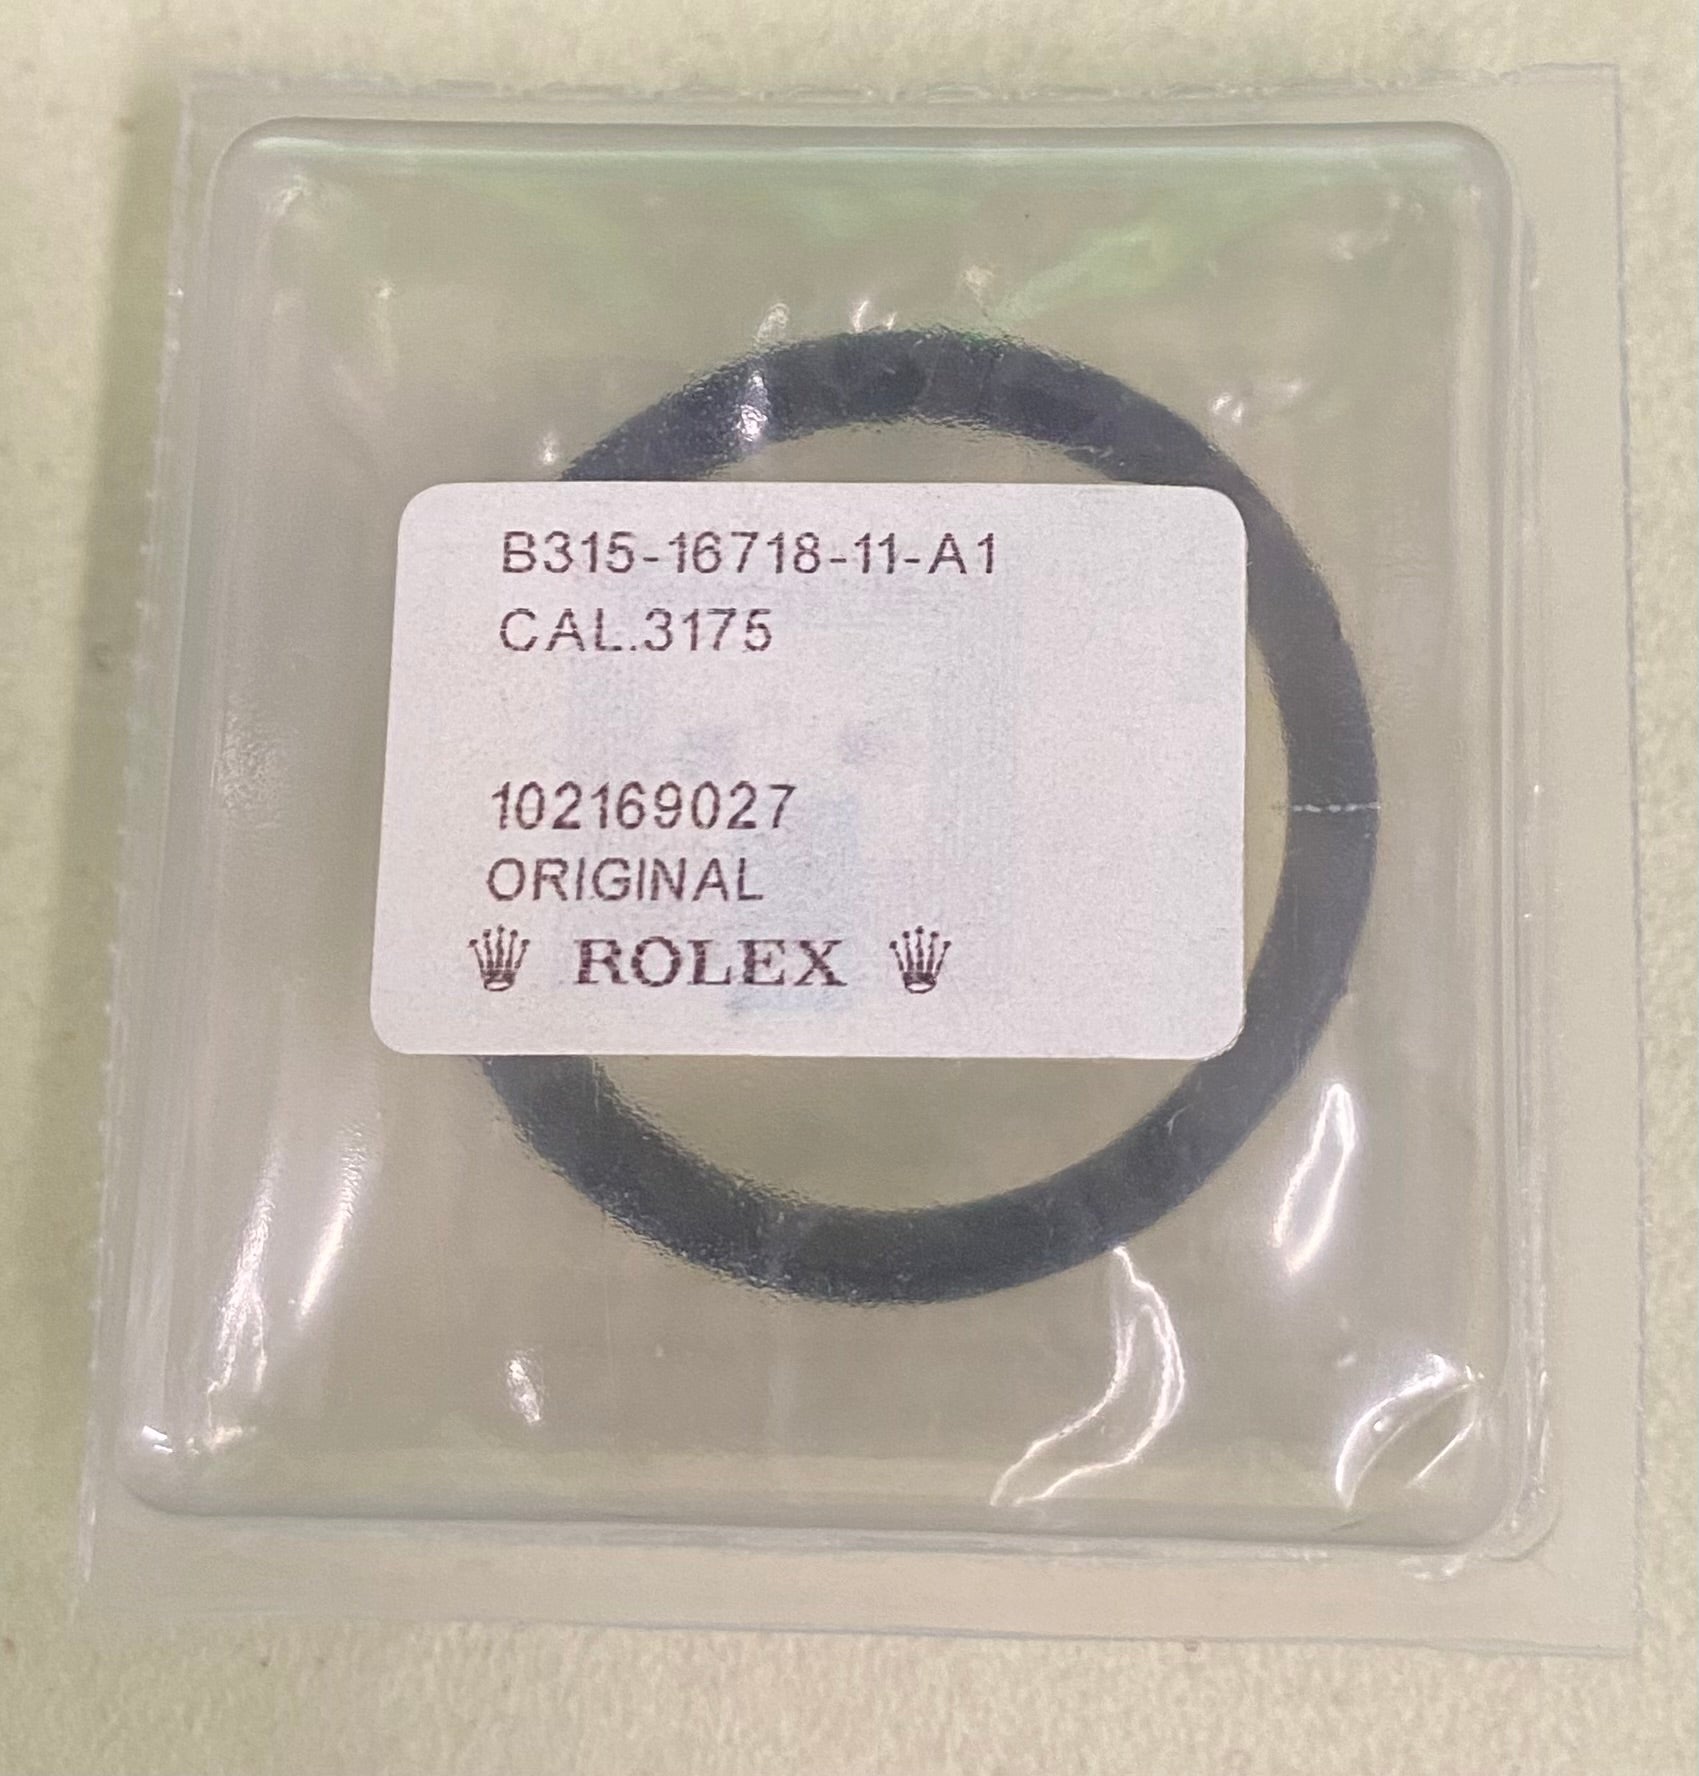 B315-16718-11-A1
CAL.3175
102169027
ORIGINAL
ROLEX